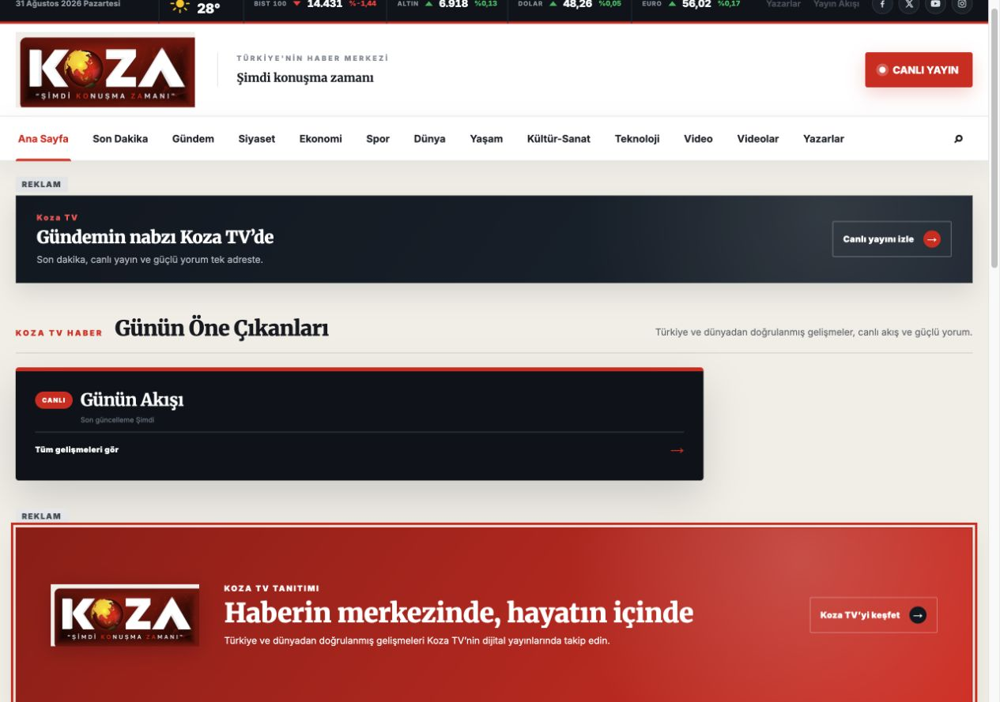 31 Ağustos 2026 Pazartesi
28°
BIST 100 ▼ 14.431 %-1,44
ALTIN ▲ 6.918 %0,13
DOLAR ▲ 48,26 %0,05
EURO ▲ 56,02 %0,17
Yazarlar Yayın Akışı
KOZA
"ŞİMDİ KONUŞMA ZAMANI"
TÜRKİYE'NİN HABER MERKEZİ
Şimdi konuşma zamanı
CANLI YAYIN
Ana Sayfa Son Dakika Gündem Siyaset Ekonomi Spor Dünya Yaşam Kültür-Sanat Teknoloji Video Videolar Yazarlar
REKLAM
Koza TV
Gündemin nabzı Koza TV'de
Son dakika, canlı yayın ve güçlü yorum tek adreste.
Canlı yayını izle →
KOZA TV HABER Günün Öne Çıkanları
Türkiye ve dünyadan doğrulanmış gelişmeler, canlı akış ve güçlü yorum.
CANLI Günün Akışı
Son güncelleme Şimdi
Tüm gelişmeleri gör →
REKLAM
KOZA
"ŞİMDİ KONUŞMA ZAMANI"
KOZA TV TANITIMI
Haberin merkezinde, hayatın içinde
Türkiye ve dünyadan doğrulanmış gelişmeleri Koza TV'nin dijital yayınlarında takip edin.
Koza TV'yi keşfet →